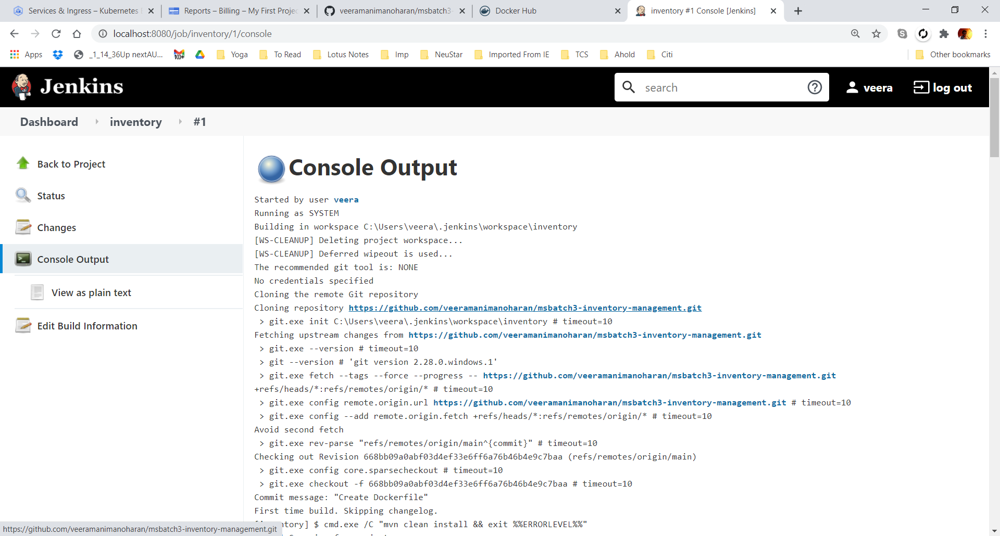 Services & Ingress – Kubernetes
Reports – Billing – My First Projec
veeramanimanoharan/msbatch3-
Docker Hub
inventory #1 Console [Jenkins]
localhost:8080/job/inventory/1/console
Apps
_1_14_36Up nextAU...
100+
Yoga
To Read
Lotus Notes
Imp
NeuStar
Imported From IE
TCS
Ahold
Citi
Other bookmarks
Jenkins
search
veera
log out
Dashboard
inventory
#1
Back to Project
Status
Changes
Console Output
View as plain text
Edit Build Information
Console Output
Started by user veera
Running as SYSTEM
Building in workspace C:\Users\veera\.jenkins\workspace\inventory
[WS-CLEANUP] Deleting project workspace...
[WS-CLEANUP] Deferred wipeout is used...
The recommended git tool is: NONE
No credentials specified
Cloning the remote Git repository
Cloning repository https://github.com/veeramanimanoharan/msbatch3-inventory-management.git
> git.exe init C:\Users\veera\.jenkins\workspace\inventory # timeout=10
Fetching upstream changes from https://github.com/veeramanimanoharan/msbatch3-inventory-management.git
> git.exe --version # timeout=10
> git --version # 'git version 2.28.0.windows.1'
> git.exe fetch --tags --force --progress -- https://github.com/veeramanimanoharan/msbatch3-inventory-management.git
+refs/heads/*:refs/remotes/origin/* # timeout=10
> git.exe config remote.origin.url https://github.com/veeramanimanoharan/msbatch3-inventory-management.git # timeout=10
> git.exe config --add remote.origin.fetch +refs/heads/*:refs/remotes/origin/* # timeout=10
Avoid second fetch
> git.exe rev-parse "refs/remotes/origin/main^{commit}" # timeout=10
Checking out Revision 668bb09a0abf03d4ef33e6ff6a76b46b4e9c7baa (refs/remotes/origin/main)
> git.exe config core.sparsecheckout # timeout=10
> git.exe checkout -f 668bb09a0abf03d4ef33e6ff6a76b46b4e9c7baa # timeout=10
Commit message: "Create Dockerfile"
First time build. Skipping changelog.
ntory] $ cmd.exe /C "mvn clean install && exit %%ERRORLEVEL%%"
https://github.com/veeramanimanoharan/msbatch3-inventory-management.git